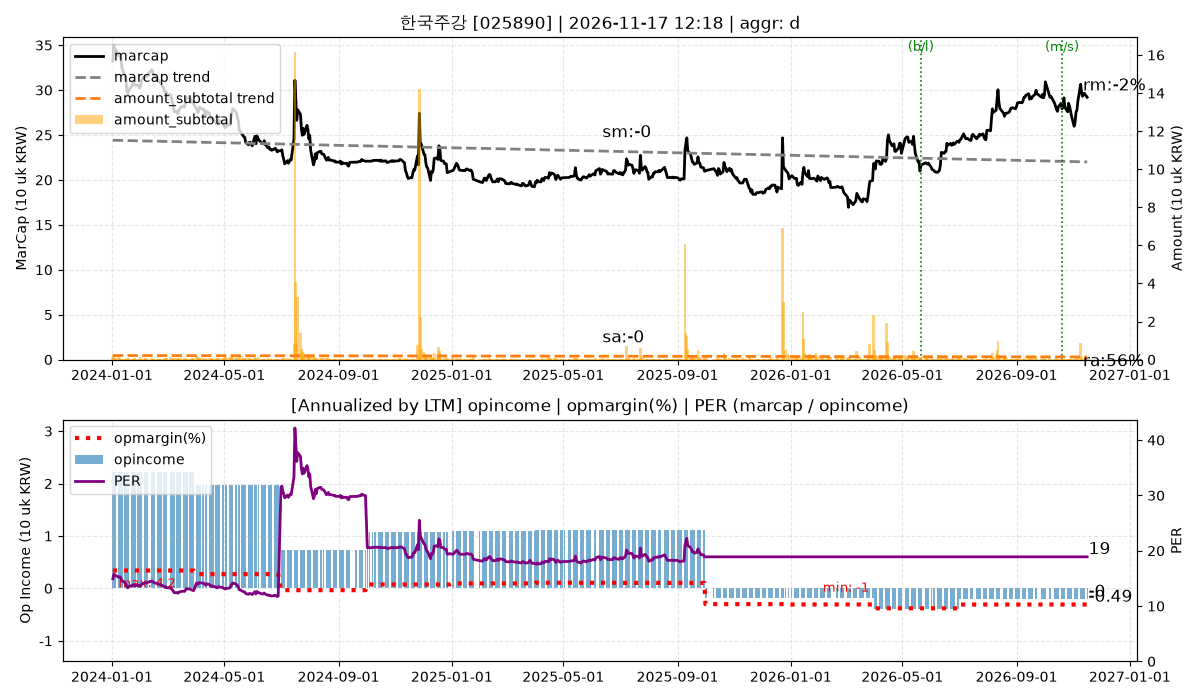 한국주강 [025890] | 2026-11-17 12:18 | aggr: d
MarCap (10 uk KRW)
Amount (10 uk KRW)
35
30
25
20
15
10
5
0
16
14
12
10
8
6
4
2
0
marcap
marcap trend
amount_subtotal trend
amount_subtotal
(b/l)
(m/s)
rm:-2%
sm:-0
sa:-0
ra:56%
2024-01-01
2024-05-01
2024-09-01
2025-01-01
2025-05-01
2025-09-01
2026-01-01
2026-05-01
2026-09-01
2027-01-01
[Annualized by LTM] opincome | opmargin(%) | PER (marcap / opincome)
Op Income (10 uk KRW)
PER
3
2
1
0
-1
40
30
20
10
0
opmargin(%)
opincome
PER
min: -1
19
-0.49
2024-01-01
2024-05-01
2024-09-01
2025-01-01
2025-05-01
2025-09-01
2026-01-01
2026-05-01
2026-09-01
2027-01-01